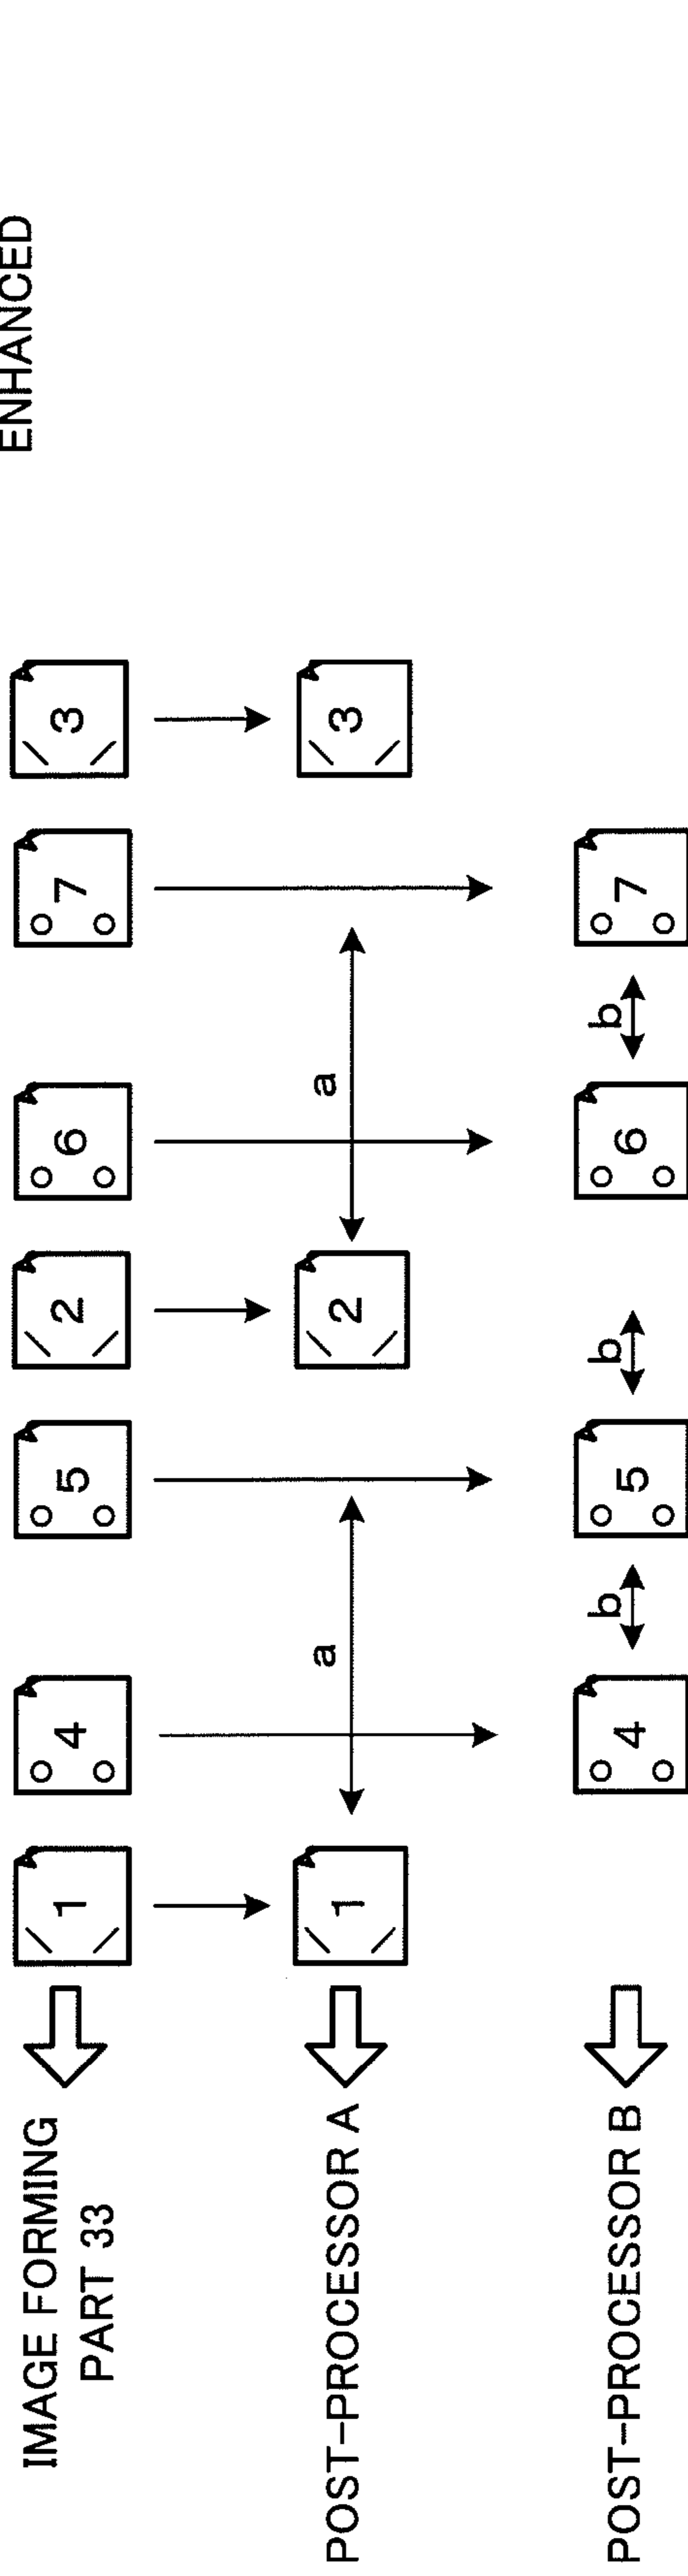 ENHANCED
IMAGE FORMING
PART 33
1 4 5 2 6 7 3
POST-PROCESSOR A
1 a 2 a 3
POST-PROCESSOR B
4 b 5 b 6 b 7